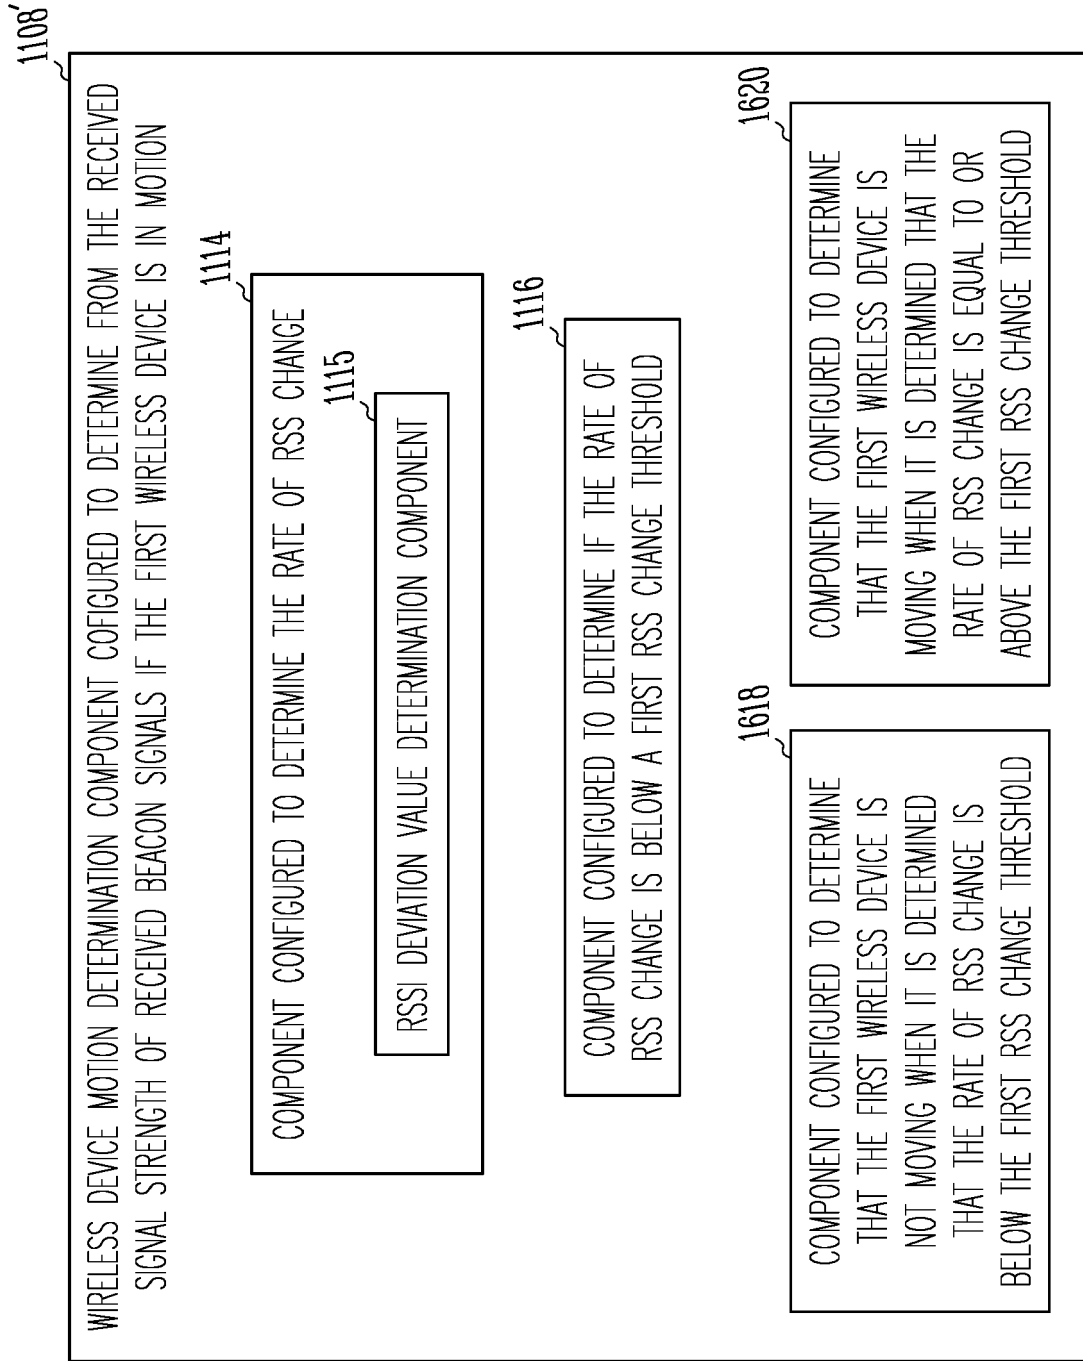 1108'
WIRELESS DEVICE MOTION DETERMINATION COMPONENT COFIGURED TO DETERMINE FROM THE RECEIVED
SIGNAL STRENGTH OF RECEIVED BEACON SIGNALS IF THE FIRST WIRELESS DEVICE IS IN MOTION
1114
COMPONENT CONFIGURED TO DETERMINE THE RATE OF RSS CHANGE
1115
RSSI DEVIATION VALUE DETERMINATION COMPONENT
1116
COMPONENT CONFIGURED TO DETERMINE IF THE RATE OF
RSS CHANGE IS BELOW A FIRST RSS CHANGE THRESHOLD
1618
COMPONENT CONFIGURED TO DETERMINE
THAT THE FIRST WIRELESS DEVICE IS
NOT MOVING WHEN IT IS DETERMINED
THAT THE RATE OF RSS CHANGE IS
BELOW THE FIRST RSS CHANGE THRESHOLD
1620
COMPONENT CONFIGURED TO DETERMINE
THAT THE FIRST WIRELESS DEVICE IS
MOVING WHEN IT IS DETERMINED THAT THE
RATE OF RSS CHANGE IS EQUAL TO OR
ABOVE THE FIRST RSS CHANGE THRESHOLD